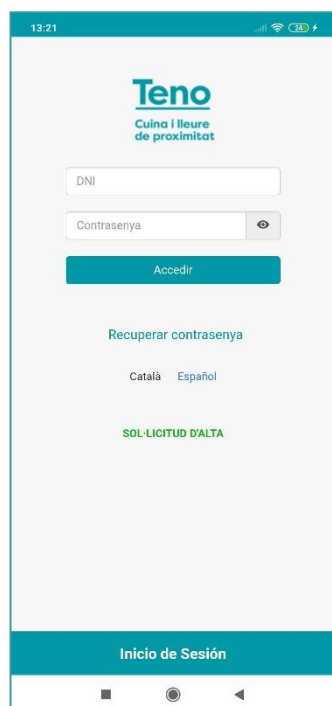 13:21
24
Teno
Cuina i lleure
de proximitat
DNI
Contrasenya
Accedir
Recuperar contrasenya
Català Español
SOL·LICITUD D'ALTA
Inicio de Sesión